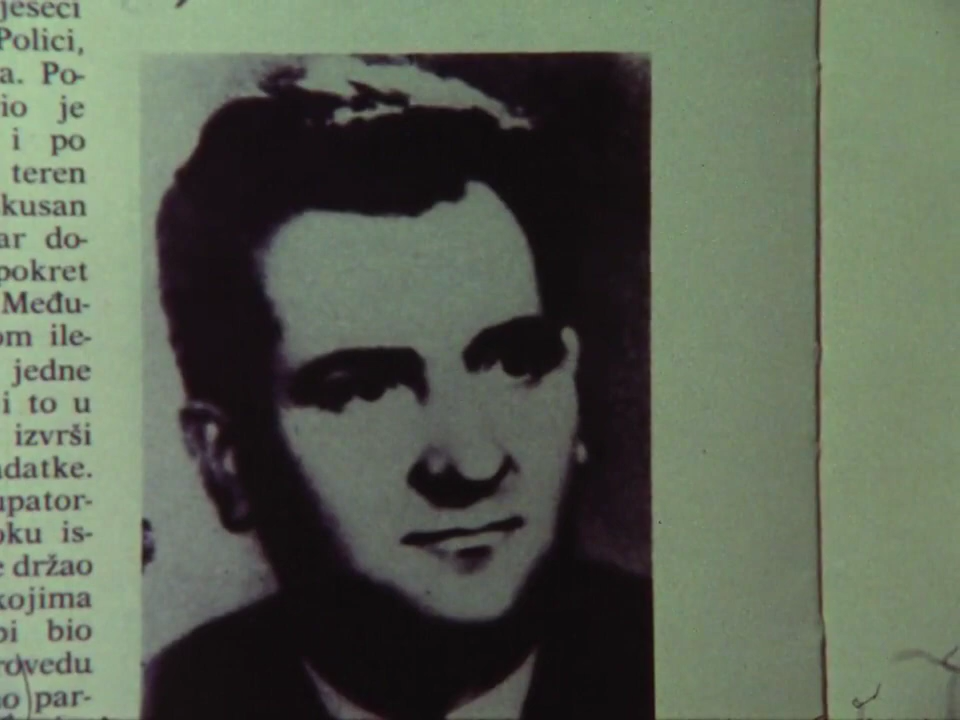 jeseci
Polici,
a. Po-
io je
i po
teren
kusan
ar do-
pokret
Među-
om ile-
jedne
i to u
izvrši
datke.
upator-
oku is-
e držao
kojima
bi bio
rovedu
no par-